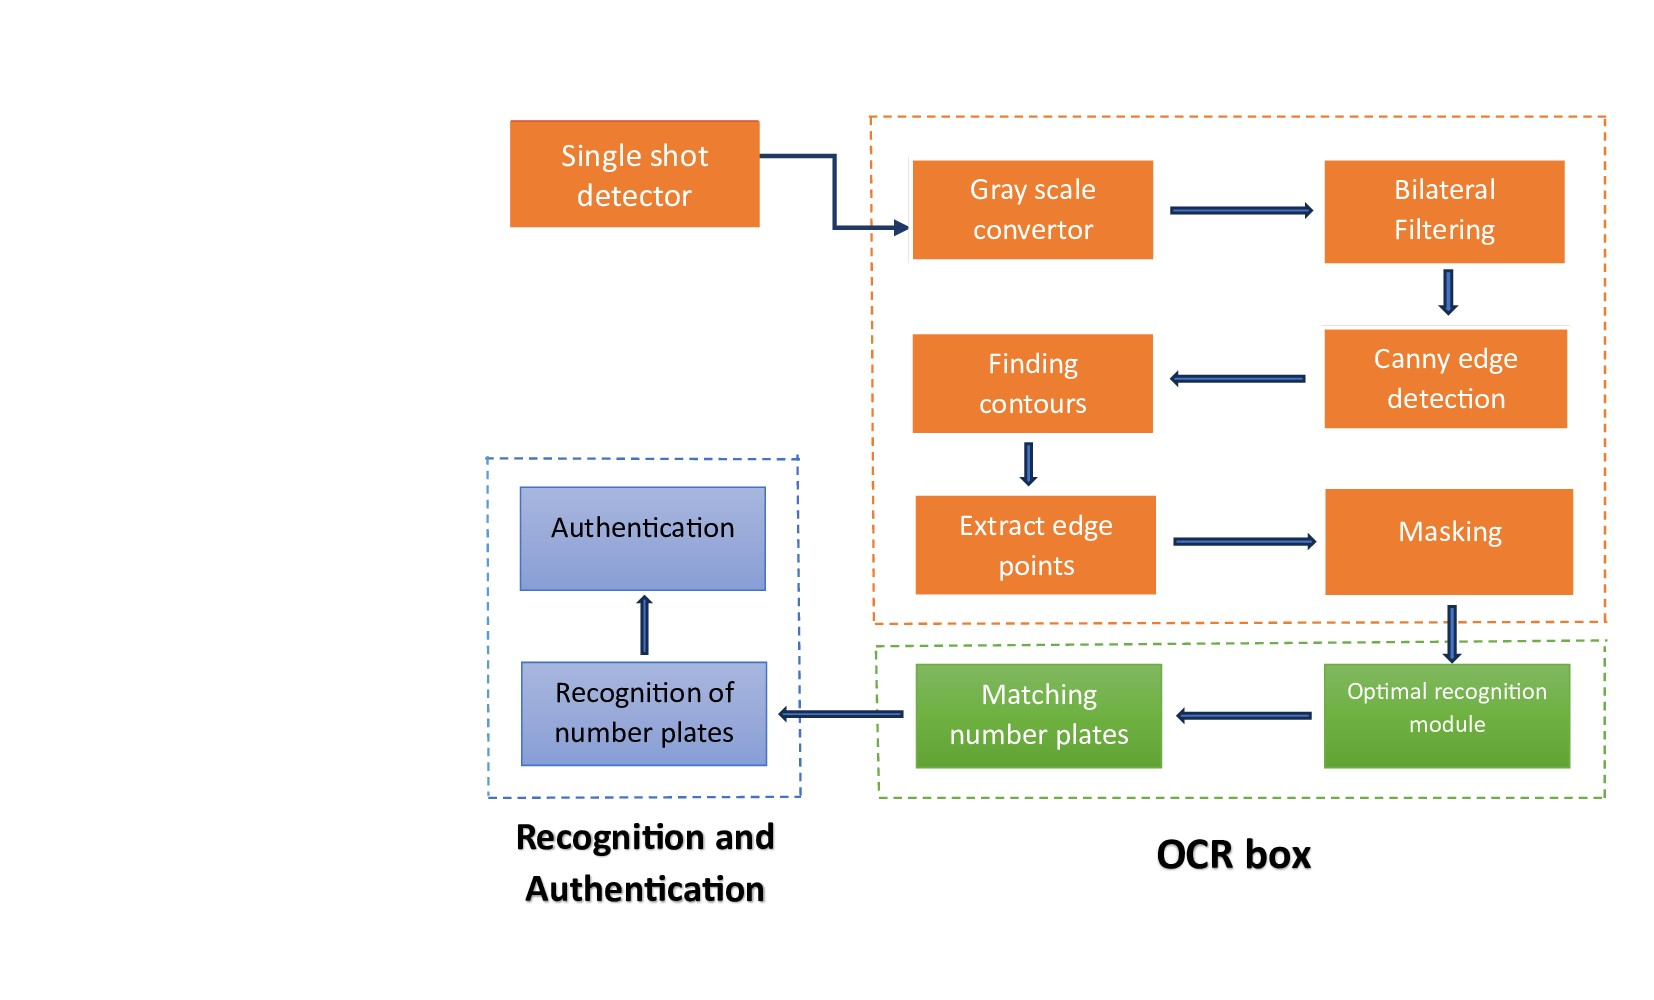 Single shot
detector
Gray scale
convertor
Bilateral
Filtering
Finding
contours
Canny edge
detection
Extract edge
points
Masking
Authentication
Recognition of
number plates
Matching
number plates
Optimal recognition
module
Recognition and
Authentication
OCR box